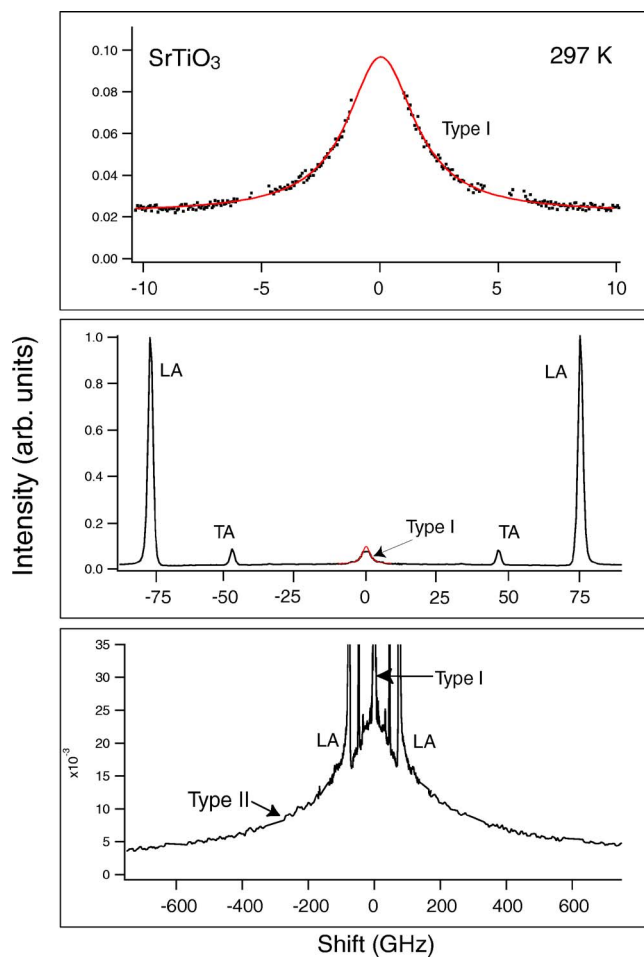 SrTiO₃
297 K
0.10
0.08
0.06
0.04
0.02
0.00
Type I
-10 -5 0 5 10
Intensity (arb. units)
1.0
0.8
0.6
0.4
0.2
0.0
LA
LA
TA
Type I
TA
-75 -50 -25 0 25 50 75
35
30
25
20
15
10
5
0
x10⁻³
Type I
LA
LA
Type II
-600 -400 -200 0 200 400 600
Shift (GHz)